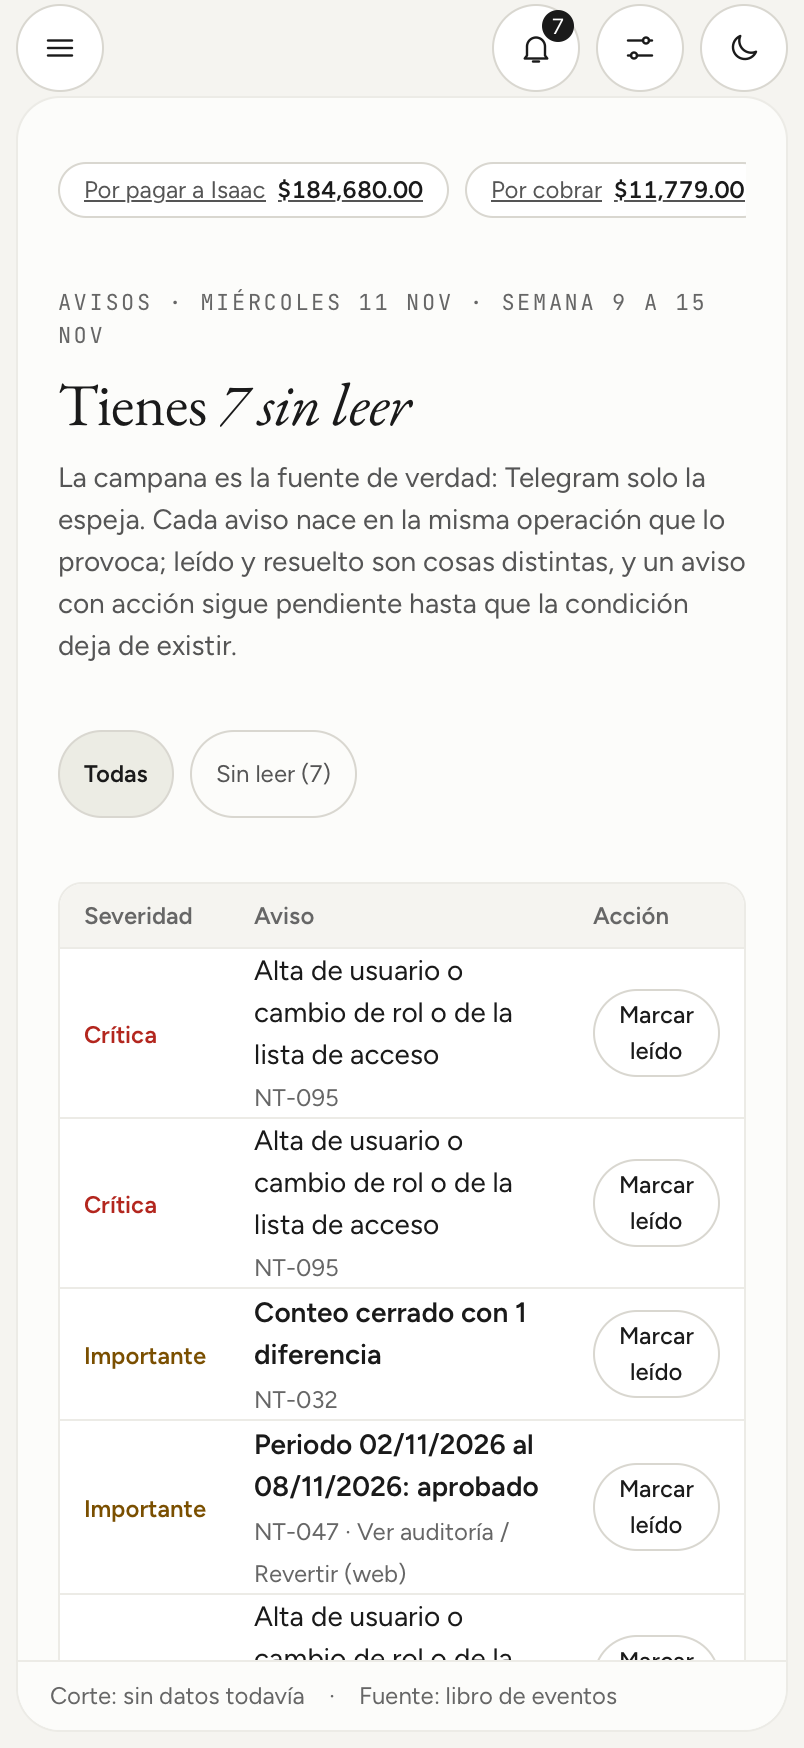 7
Por pagar a Isaac $184,680.00 Por cobrar $11,779.00
AVISOS · MIÉRCOLES 11 NOV · SEMANA 9 A 15
NOV
Tienes 7 sin leer
La campana es la fuente de verdad: Telegram solo la
espeja. Cada aviso nace en la misma operación que lo
provoca; leído y resuelto son cosas distintas, y un aviso
con acción sigue pendiente hasta que la condición
deja de existir.
Todas Sin leer (7)
Severidad Aviso Acción
Crítica
Alta de usuario o
cambio de rol o de la
lista de acceso
NT-095
Marcar
leído
Crítica
Alta de usuario o
cambio de rol o de la
lista de acceso
NT-095
Marcar
leído
Importante
Conteo cerrado con 1
diferencia
NT-032
Marcar
leído
Importante
Periodo 02/11/2026 al
08/11/2026: aprobado
NT-047 · Ver auditoría /
Revertir (web)
Marcar
leído
Alta de usuario o
cambio de rol o de la
Marcar
Corte: sin datos todavía · Fuente: libro de eventos